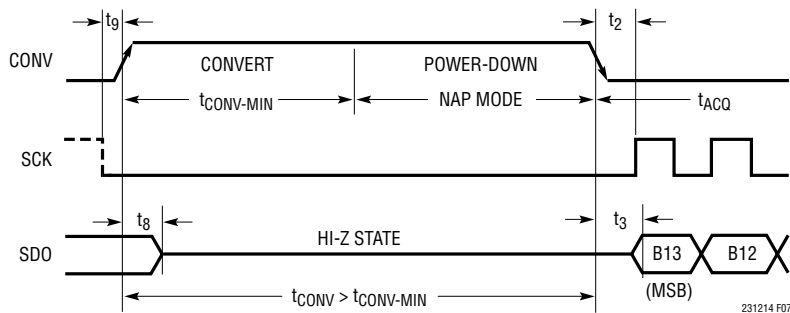 t9
t2
CONV
CONVERT
POWER-DOWN
tCONV-MIN
NAP MODE
tACQ
SCK
t8
t3
SDO
HI-Z STATE
B13
B12
tCONV > tCONV-MIN
(MSB)
231214 F07